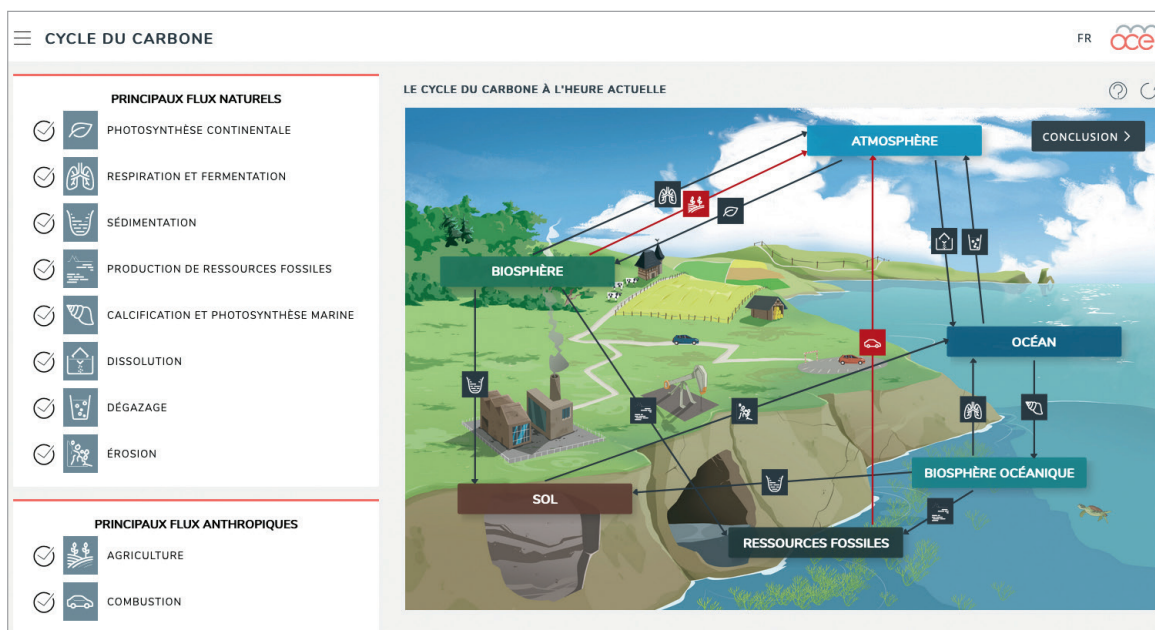 CYCLE DU CARBONE
FR
oce
PRINCIPAUX FLUX NATURELS
PHOTOSYNTHÈSE CONTINENTALE
RESPIRATION ET FERMENTATION
SÉDIMENTATION
PRODUCTION DE RESSOURCES FOSSILES
CALCIFICATION ET PHOTOSYNTHÈSE MARINE
DISSOLUTION
DÉGAZAGE
ÉROSION
PRINCIPAUX FLUX ANTHROPIQUES
AGRICULTURE
COMBUSTION
LE CYCLE DU CARBONE À L'HEURE ACTUELLE
?
CONCLUSION >
ATMOSPHÈRE
BIOSPHÈRE
OCÉAN
BIOSPHÈRE OCÉANIQUE
SOL
RESSOURCES FOSSILES